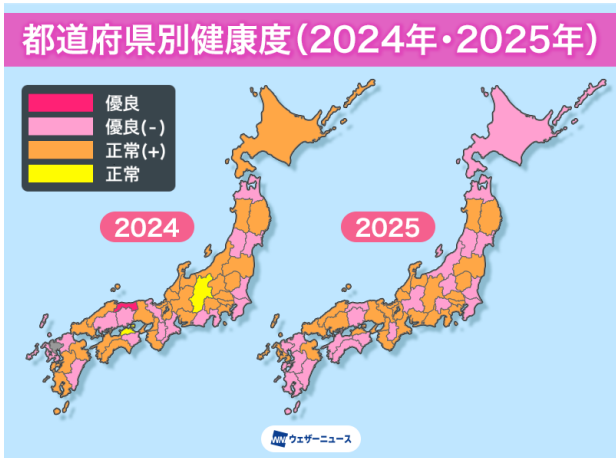 都道府県別健康度(2024年・2025年)
優良
優良(-)
正常(+)
正常
2024
2025
WNI ウェザーニュース